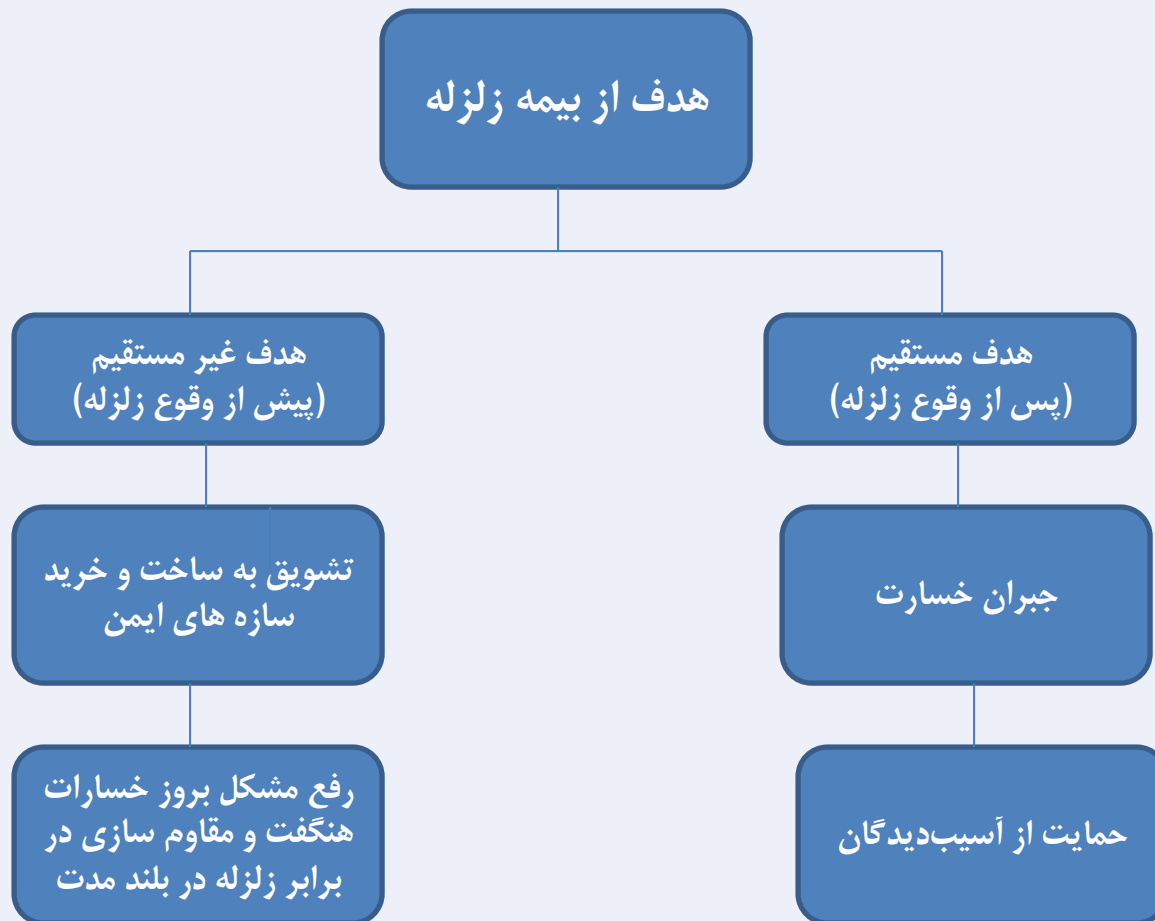 هدف از بیمه زلزله
هدف مستقیم
(پس از وقوع زلزله)
جبران خسارت
حمایت از آسیب‌دیدگان
هدف غیر مستقیم
(پیش از وقوع زلزله)
تشویق به ساخت و خرید
سازه های ایمن
رفع مشکل بروز خسارات
هنگفت و مقاوم سازی در
برابر زلزله در بلند مدت